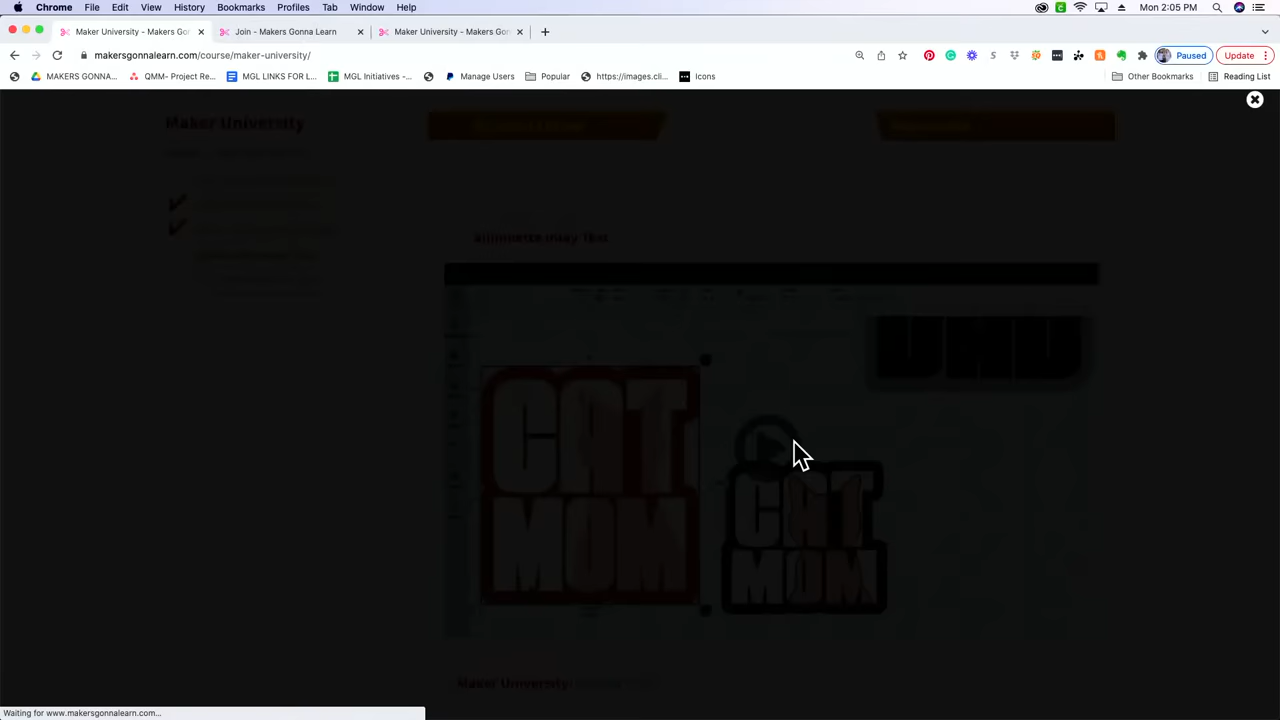 Chrome File Edit View History Bookmarks Profiles Tab Window Help Mon 2:05 PM
Maker University - Makers Go Join - Makers Gonna Learn Maker University - Makers Gon
makersgonnalearn.com/course/maker-university/ Paused Update
MAKERS GONNA... QMM- Project Re... MGL LINKS FOR L... MGL Initiatives -... Manage Users Popular https://images.cli... Icons Other Bookmarks Reading List
Maker University
CAT
MOM
CAT
MOM
Maker University
Waiting for www.makersgonnalearn.com...